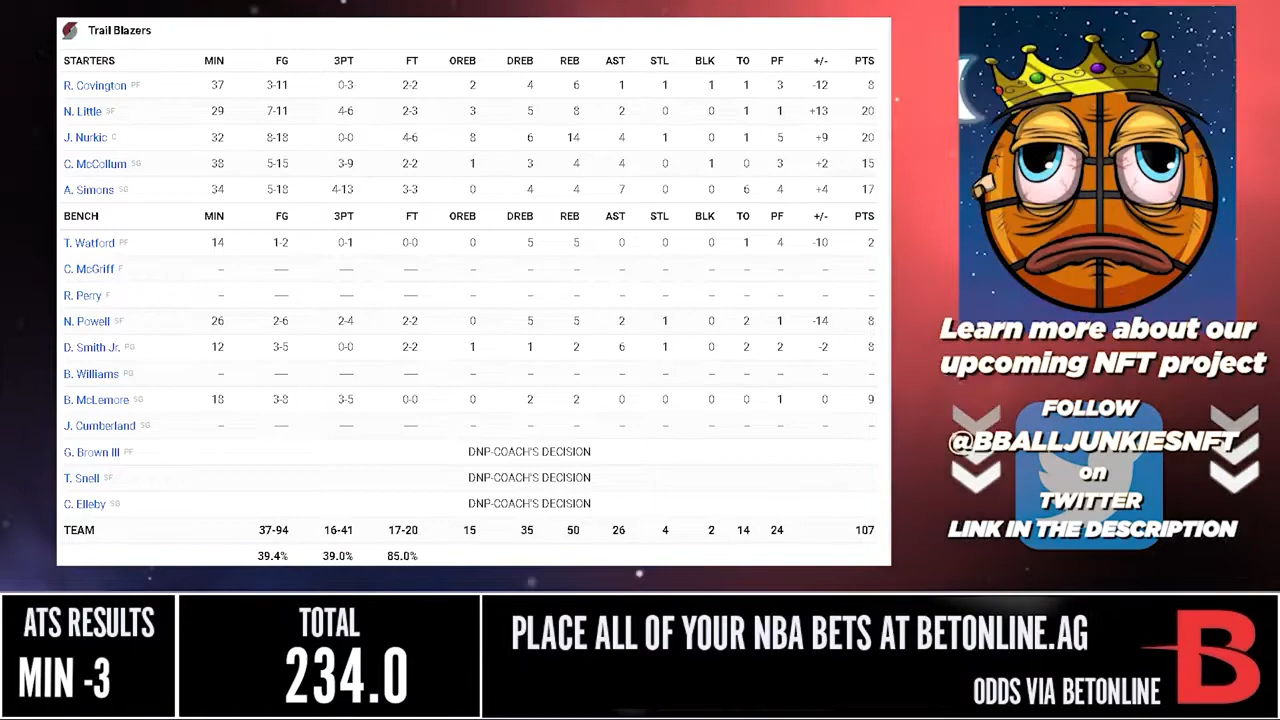 Trail Blazers
STARTERS MIN FG 3PT FT OREB DREB REB AST STL BLK TO PF +/- PTS
R. Covington PF 37 3-11 0-3 2-2 2 4 6 1 1 1 1 3 -12 8
N. Little SF 29 7-11 4-6 2-3 3 5 8 2 0 0 1 1 +13 20
J. Nurkic C 32 8-18 0-0 4-6 8 6 14 4 1 0 1 5 +9 20
C. McCollum SG 38 5-15 3-9 2-2 1 3 4 4 0 1 0 3 +2 15
A. Simons SG 34 5-18 4-13 3-3 0 4 4 7 0 0 6 4 +4 17
BENCH MIN FG 3PT FT OREB DREB REB AST STL BLK TO PF +/- PTS
T. Watford PF 14 1-2 0-1 0-0 0 5 5 0 0 0 1 4 -10 2
C. McGriff F – — – — – – – – – – – – – –
R. Perry F – — – — – – – – – – – – – –
N. Powell SF 26 2-6 2-4 2-2 0 5 5 2 1 0 2 1 -14 8
D. Smith Jr. PG 12 3-5 0-0 2-2 1 1 2 6 1 0 2 2 -2 8
B. Williams PG – — – — – – – – – – – – – –
B. McLemore SG 18 3-8 3-5 0-0 0 2 2 0 0 0 0 1 0 9
J. Cumberland SG – — – — – – – – – – – – – –
G. Brown III PF DNP-COACH'S DECISION
T. Snell SF DNP-COACH'S DECISION
C. Elleby SG DNP-COACH'S DECISION
TEAM 37-94 16-41 17-20 15 35 50 26 4 2 14 24 107
39.4% 39.0% 85.0%
Learn more about our
upcoming NFT project
FOLLOW
@BBALLJUNKIESNFT
on
TWITTER
LINK IN THE DESCRIPTION
ATS RESULTS
MIN -3
TOTAL
234.0
PLACE ALL OF YOUR NBA BETS AT BETONLINE.AG
ODDS VIA BETONLINE
B